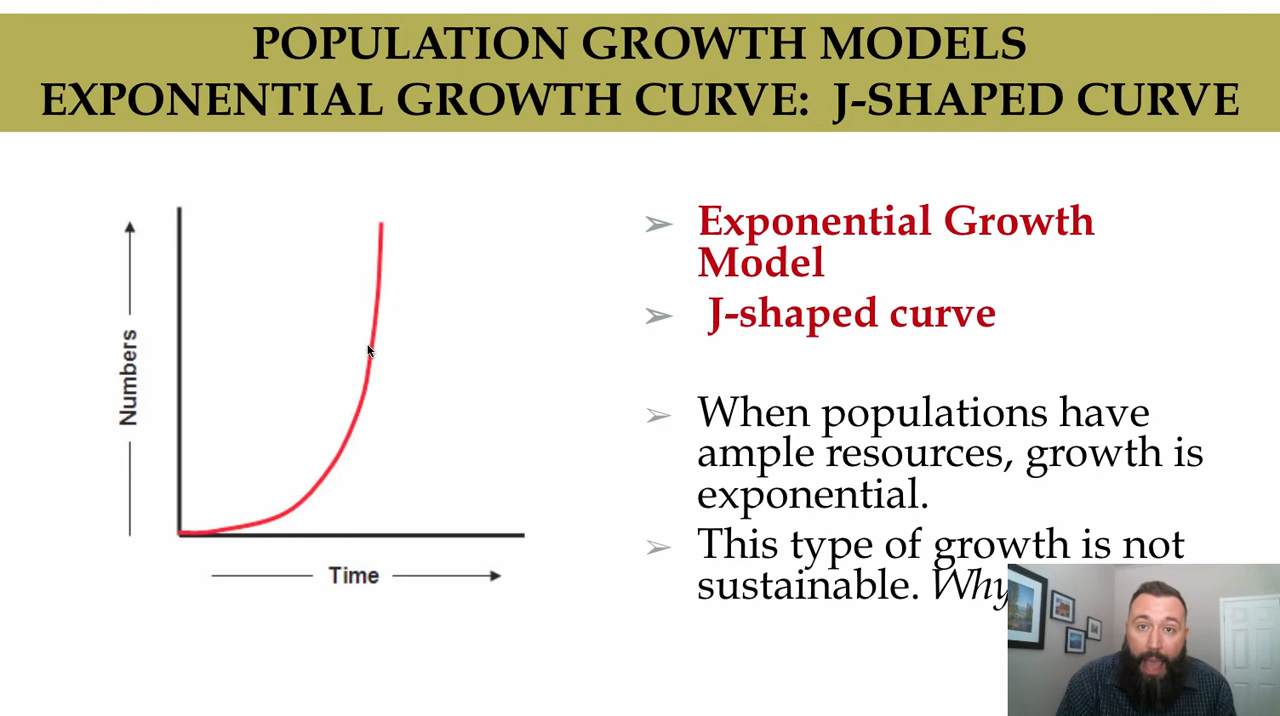 POPULATION GROWTH MODELS
EXPONENTIAL GROWTH CURVE: J-SHAPED CURVE
Numbers
Time
➢ Exponential Growth
Model
➢ J-shaped curve
➢ When populations have
ample resources, growth is
exponential.
➢ This type of growth is not
sustainable. Why